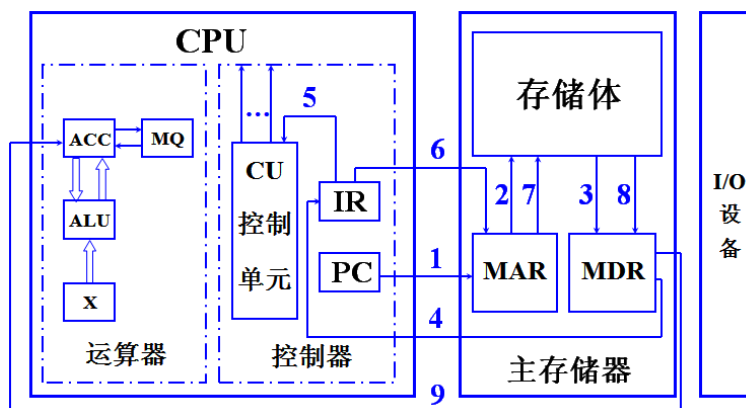 CPU
ACC
MQ
ALU
X
运算器
...
5
CU
控制
单元
IR
PC
控制器
6
1
4
9
存储体
2
7
3
8
MAR
MDR
主存储器
I/O
设
备